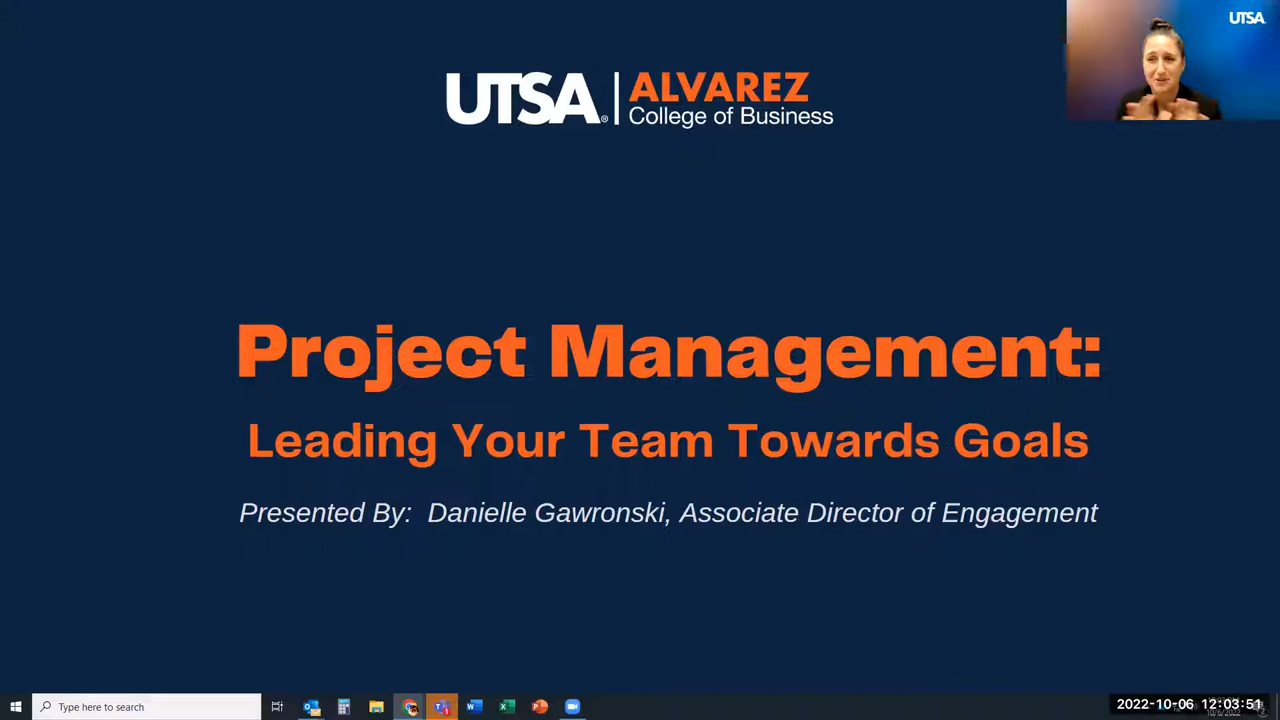 UTSA
UTSA® ALVAREZ
College of Business
Project Management:
Leading Your Team Towards Goals
Presented By: Danielle Gawronski, Associate Director of Engagement
Type here to search
2022-10-06 12:03:51